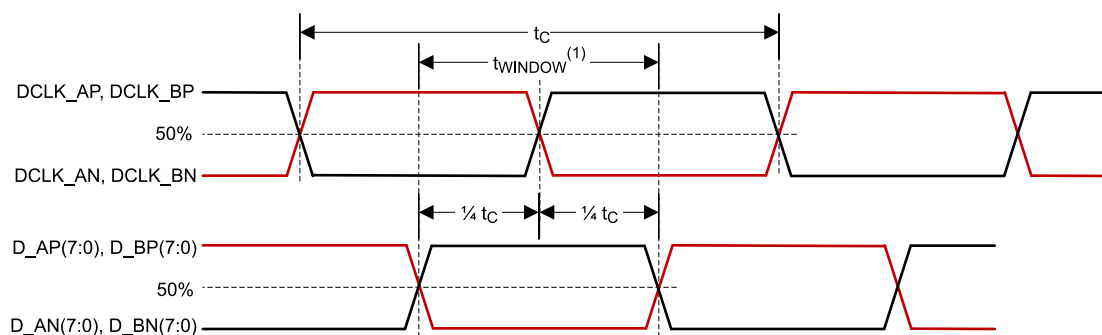 tC
tWINDOW(1)
DCLK_AP, DCLK_BP
50%
DCLK_AN, DCLK_BN
¼ tC
¼ tC
D_AP(7:0), D_BP(7:0)
50%
D_AN(7:0), D_BN(7:0)